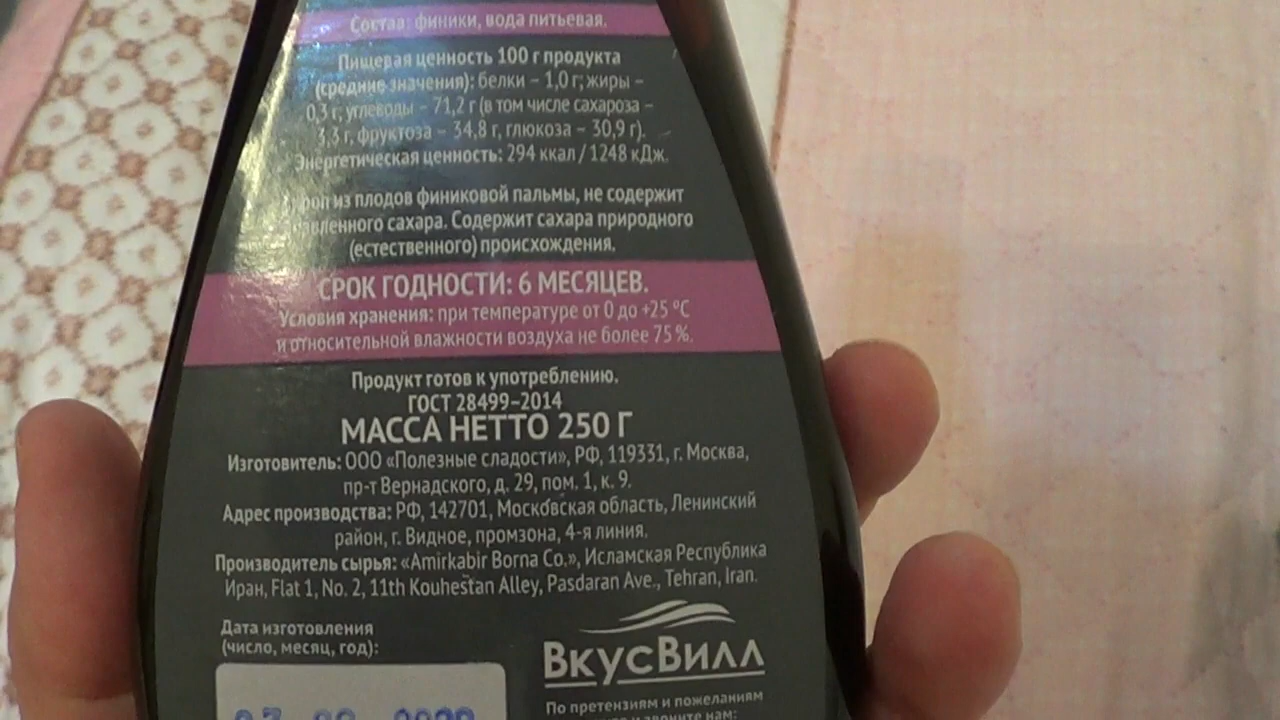 Состав: финики, вода питьевая.
Пищевая ценность 100 г продукта
(средние значения): белки – 1,0 г; жиры –
0,3 г, углеводы – 71,2 г (в том числе сахароза –
3,3 г, фруктоза – 34,8 г, глюкоза – 30,9 г).
Энергетическая ценность: 294 ккал / 1248 кДж.
из плодов финиковой пальмы, не содержит
сахара. Содержит сахара природного
(естественного) происхождения.
СРОК ГОДНОСТИ: 6 МЕСЯЦЕВ.
Условия хранения: при температуре от 0 до +25 °С
и относительной влажности воздуха не более 75 %.
Продукт готов к употреблению.
ГОСТ 28499–2014
МАССА НЕТТО 250 Г
Изготовитель: ООО «Полезные сладости», РФ, 119331, г. Москва,
пр-т Вернадского, д. 29, пом. 1, к. 9.
Адрес производства: РФ, 142701, Московская область, Ленинский
район, г. Видное, промзона, 4-я линия.
Производитель сырья: «Amirkabir Borna Co.», Исламская Республика
Иран, Flat 1, No. 2, 11th Kouhestan Alley, Pasdaran Ave., Tehran, Iran.
Дата изготовления
(число, месяц, год):
ВкусВилл
По претензиям и пожеланиям
звоните нам: